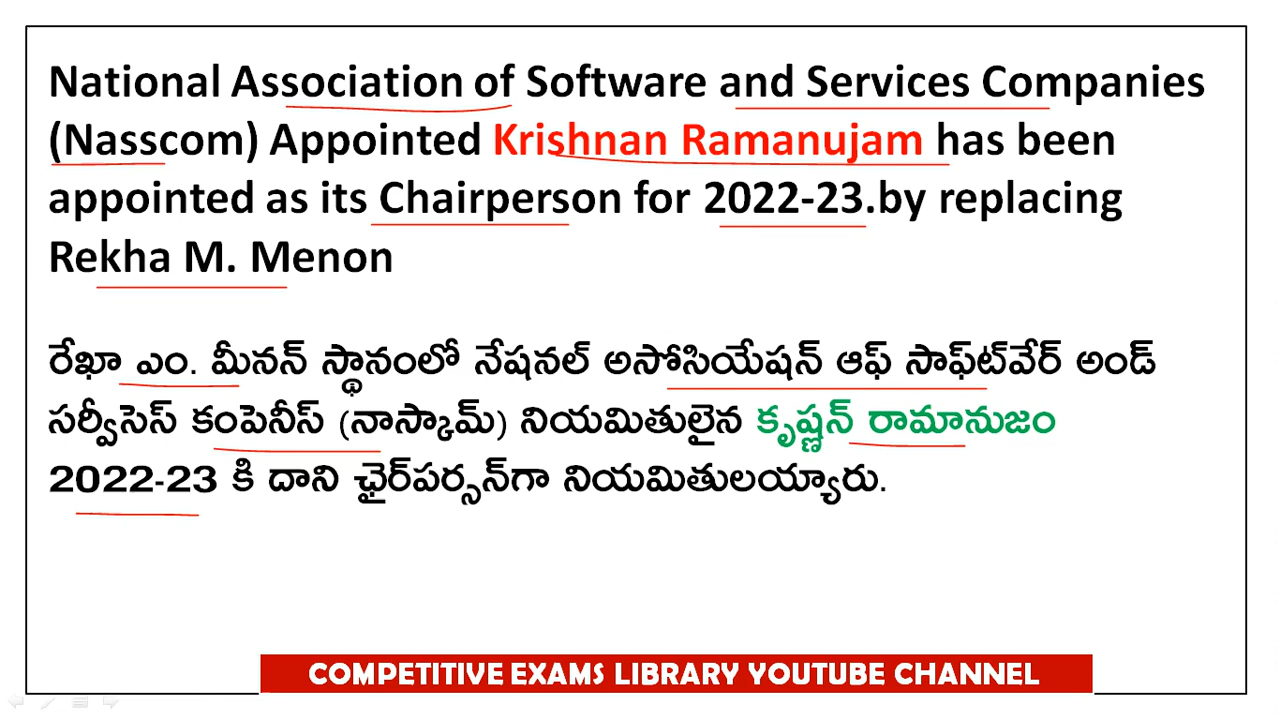 National Association of Software and Services Companies
(Nasscom) Appointed Krishnan Ramanujam has been
appointed as its Chairperson for 2022-23.by replacing
Rekha M. Menon
రేఖా ఎం. మీనన్ స్థానంలో నేషనల్ అసోసియేషన్ ఆఫ్ సాఫ్ట్‌వేర్ అండ్
సర్వీసెస్ కంపెనీస్ (నాస్కామ్) నియమితులైన కృష్ణన్ రామానుజం
2022-23 కి దాని ఛైర్‌పర్సన్‌గా నియమితులయ్యారు.
COMPETITIVE EXAMS LIBRARY YOUTUBE CHANNEL